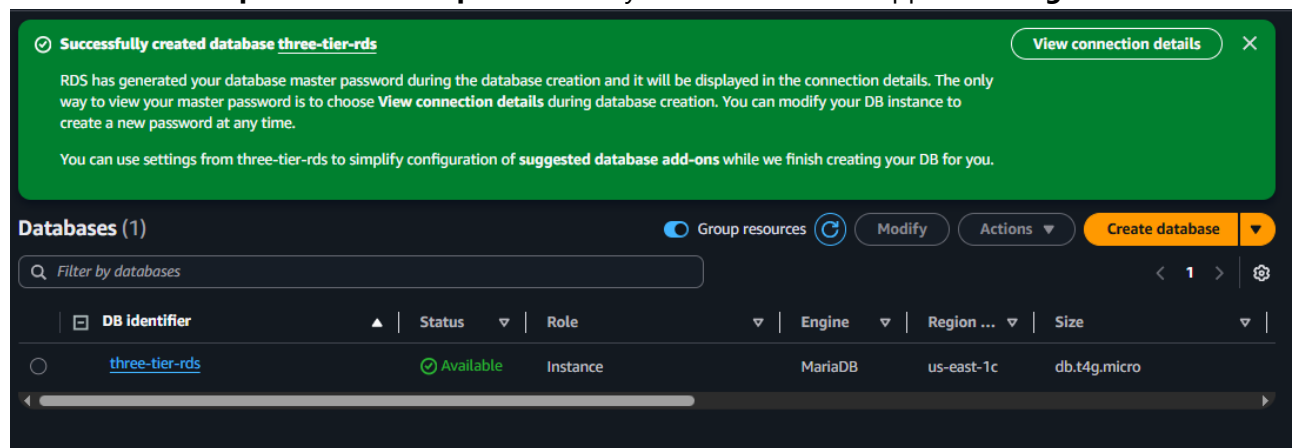 Successfully created database three-tier-rds
View connection details
RDS has generated your database master password during the database creation and it will be displayed in the connection details. The only
way to view your master password is to choose View connection details during database creation. You can modify your DB instance to
create a new password at any time.
You can use settings from three-tier-rds to simplify configuration of suggested database add-ons while we finish creating your DB for you.
Databases (1)
Group resources
Modify
Actions
Create database
Filter by databases
1
DB identifier
Status
Role
Engine
Region ...
Size
three-tier-rds
Available
Instance
MariaDB
us-east-1c
db.t4g.micro